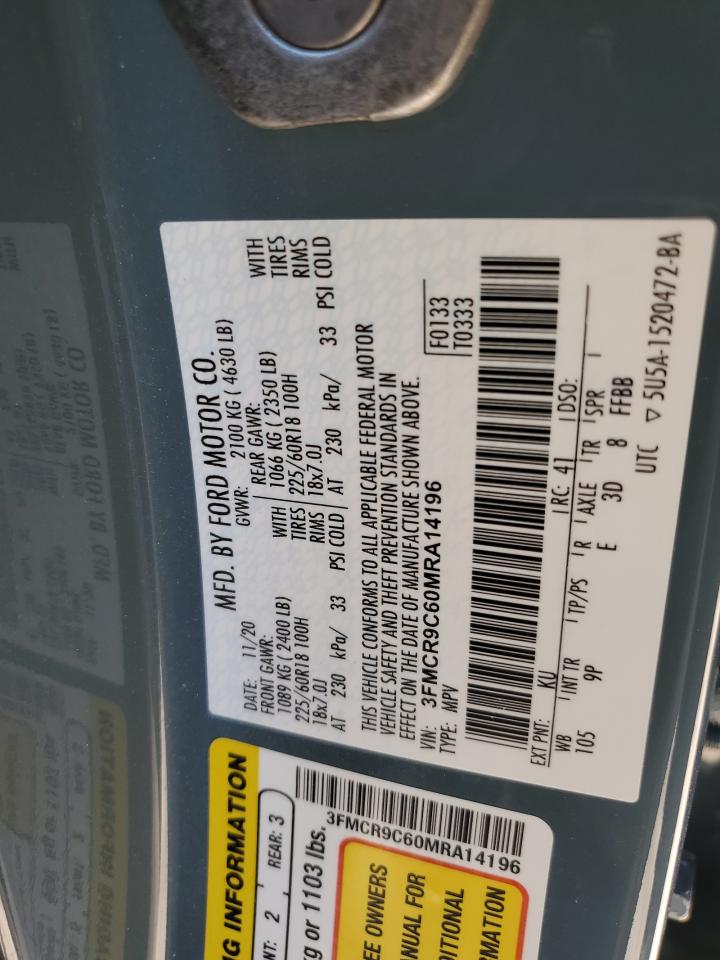 MFD. BY FORD MOTOR CO.
DATE: 11/20 GVWR: 2100 KG ( 4630 LB)
FRONT GAWR: REAR GAWR:
1089 KG ( 2400 LB) WITH 1066 KG ( 2350 LB) WITH
225/60R18 100H TIRES 225/60R18 100H TIRES
18x7.0J RIMS 18x7.0J RIMS
AT 230 kPa/ 33 PSI COLD AT 230 kPa/ 33 PSI COLD
THIS VEHICLE CONFORMS TO ALL APPLICABLE FEDERAL MOTOR
VEHICLE SAFETY AND THEFT PREVENTION STANDARDS IN
EFFECT ON THE DATE OF MANUFACTURE SHOWN ABOVE.
VIN: 3FMCR9C60MRA14196 F0133
TYPE: MPV T0333
EXT PNT: KU RC: 41 DSO:
WB INT TR TP/PS R AXLE TR SPR
105 9P E 3D 8 FFBB
UTC ▽ 5U5A-1520472-BA
NG INFORMATION
NT: 2 REAR: 3
kg or 1103 lbs.
3FMCR9C60MRA14196
EE OWNERS
ANUAL FOR
DITIONAL
RMATION